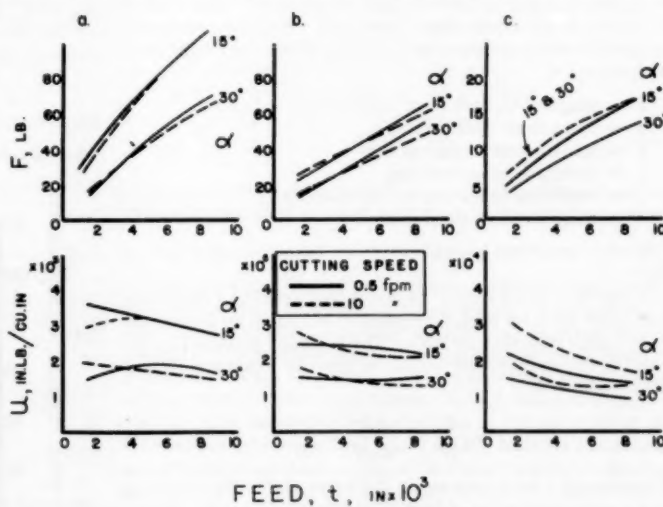 a.
b.
c.
F, LB.
80
60
40
20
0
15°
30°
α
0 2 4 6 8 10
80
60
40
20
0
α
15°
30°
0 2 4 6 8 10
20
15
10
5
0
15° & 30°
α
15°
30°
0 2 4 6 8 10
U, IN.LB./CU.IN
×10⁴
4
3
2
1
α
15°
30°
0 2 4 6 8 10
×10⁴
4
3
2
1
CUTTING SPEED
0.5 fpm
10 "
α
15°
30°
0 2 4 6 8 10
×10⁴
4
3
2
1
α
15°
30°
0 2 4 6 8 10
FEED, t, IN×10³